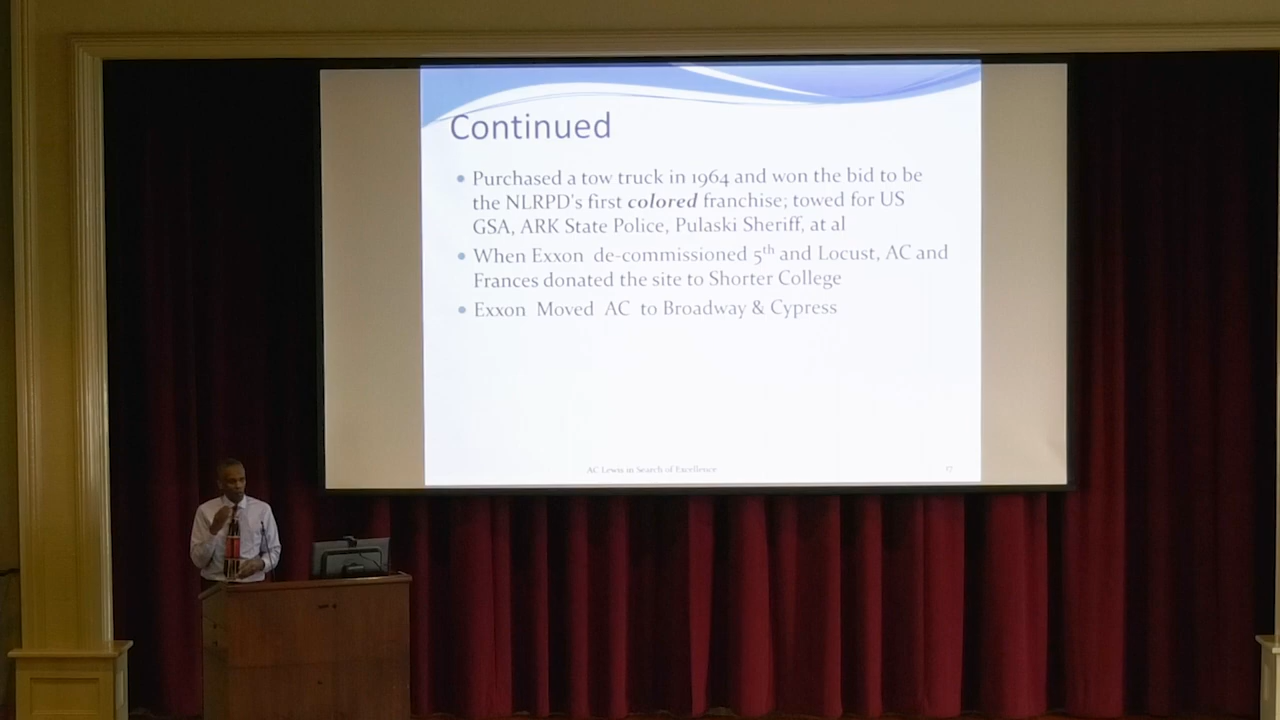 Continued
Purchased a tow truck in 1964 and won the bid to be
the NLRPD's first colored franchise; towed for US
GSA, ARK State Police, Pulaski Sheriff, at al
When Exxon de-commissioned 5th and Locust, AC and
Frances donated the site to Shorter College
Exxon Moved AC to Broadway & Cypress
AC Lewis in Search of Excellence
17